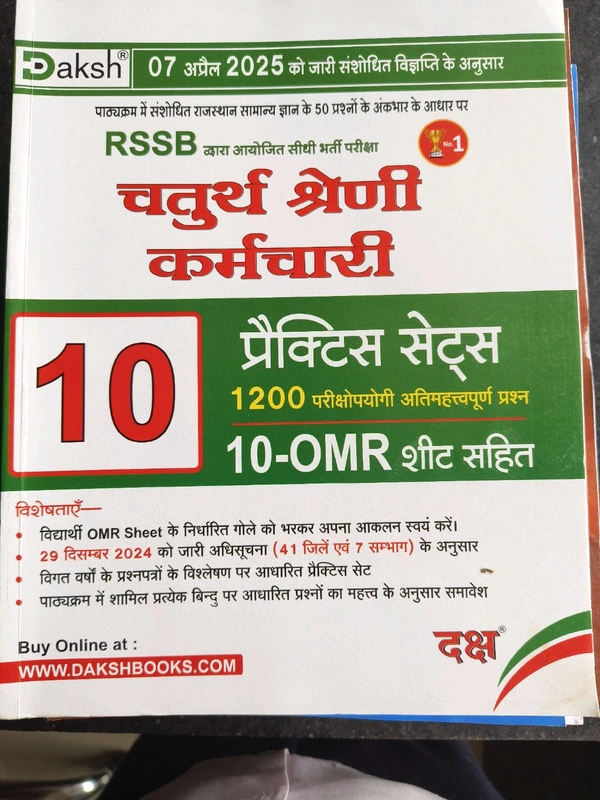 Daksh®
07 अप्रैल 2025 को जारी संशोधित विज्ञप्ति के अनुसार
पाठ्यक्रम में संशोधित राजस्थान सामान्य ज्ञान के 50 प्रश्नों के अंकभार के आधार पर
RSSB द्वारा आयोजित सीधी भर्ती परीक्षा
No.1
चतुर्थ श्रेणी
कर्मचारी
10
प्रैक्टिस सेट्स
1200 परीक्षोपयोगी अतिमहत्त्वपूर्ण प्रश्न
10-OMR शीट सहित
विशेषताएँ—
• विद्यार्थी OMR Sheet के निर्धारित गोले को भरकर अपना आकलन स्वयं करें।
• 29 दिसम्बर 2024 को जारी अधिसूचना (41 जिलें एवं 7 सम्भाग) के अनुसार
• विगत वर्षों के प्रश्नपत्रों के विश्लेषण पर आधारित प्रैक्टिस सेट
• पाठ्यक्रम में शामिल प्रत्येक बिन्दु पर आधारित प्रश्नों का महत्त्व के अनुसार समावेश
Buy Online at :
WWW.DAKSHBOOKS.COM
दक्ष®